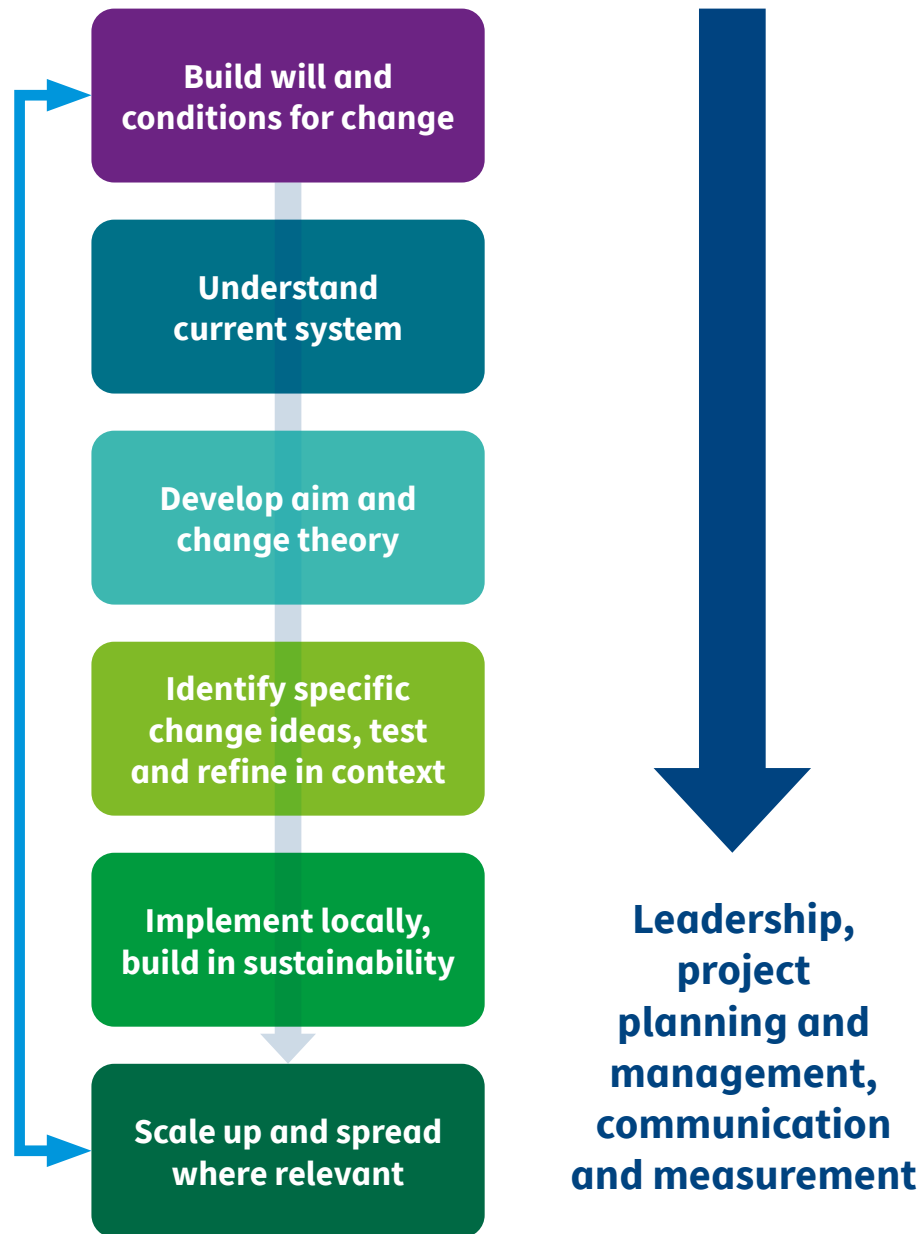 Build will and
conditions for change
Understand
current system
Develop aim and
change theory
Identify specific
change ideas, test
and refine in context
Implement locally,
build in sustainability
Scale up and spread
where relevant
Leadership,
project
planning and
management,
communication
and measurement